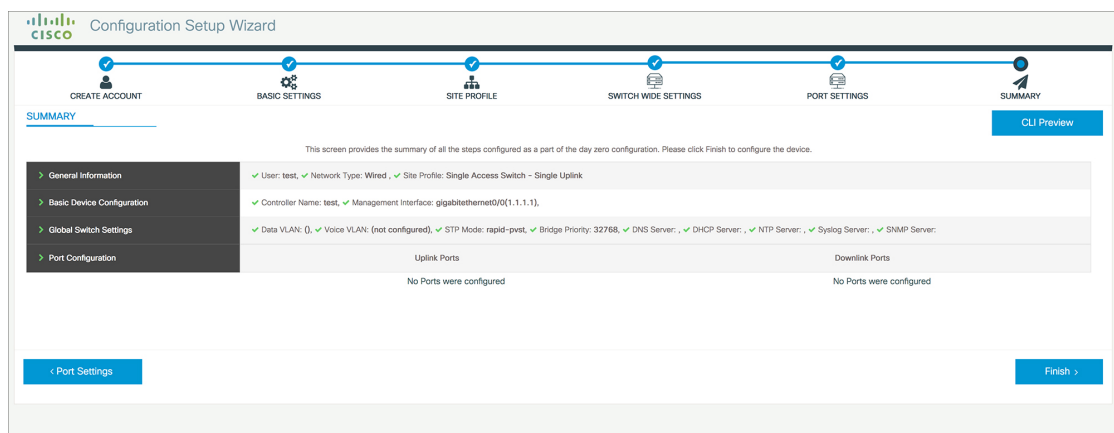 CISCO
Configuration Setup Wizard
CREATE ACCOUNT
BASIC SETTINGS
SITE PROFILE
SWITCH WIDE SETTINGS
PORT SETTINGS
SUMMARY
SUMMARY
CLI Preview
This screen provides the summary of all the steps configured as a part of the day zero configuration. Please click Finish to configure the device.
> General Information
✔ User: test, ✔ Network Type: Wired , ✔ Site Profile: Single Access Switch - Single Uplink
> Basic Device Configuration
✔ Controller Name: test, ✔ Management Interface: gigabitethernet0/0(1.1.1.1),
> Global Switch Settings
✔ Data VLAN: (), ✔ Voice VLAN: (not configured), ✔ STP Mode: rapid-pvst, ✔ Bridge Priority: 32768, ✔ DNS Server: , ✔ DHCP Server: , ✔ NTP Server: , ✔ Syslog Server: , ✔ SNMP Server:
> Port Configuration
Uplink Ports
Downlink Ports
No Ports were configured
No Ports were configured
< Port Settings
Finish >